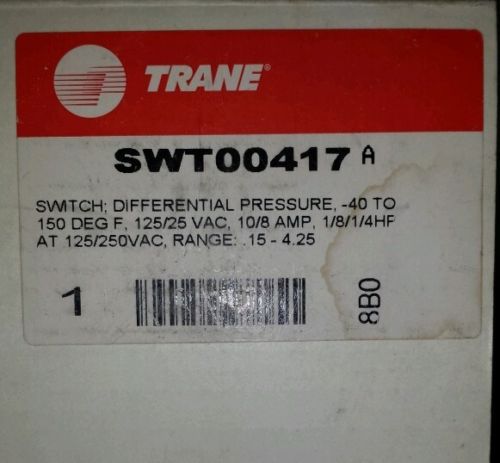 TRANE®
SWT00417 A
SWITCH; DIFFERENTIAL PRESSURE, -40 TO
150 DEG F, 125/25 VAC, 10/8 AMP, 1/8/1/4HP
AT 125/250VAC, RANGE: .15 - 4.25
1
8B0